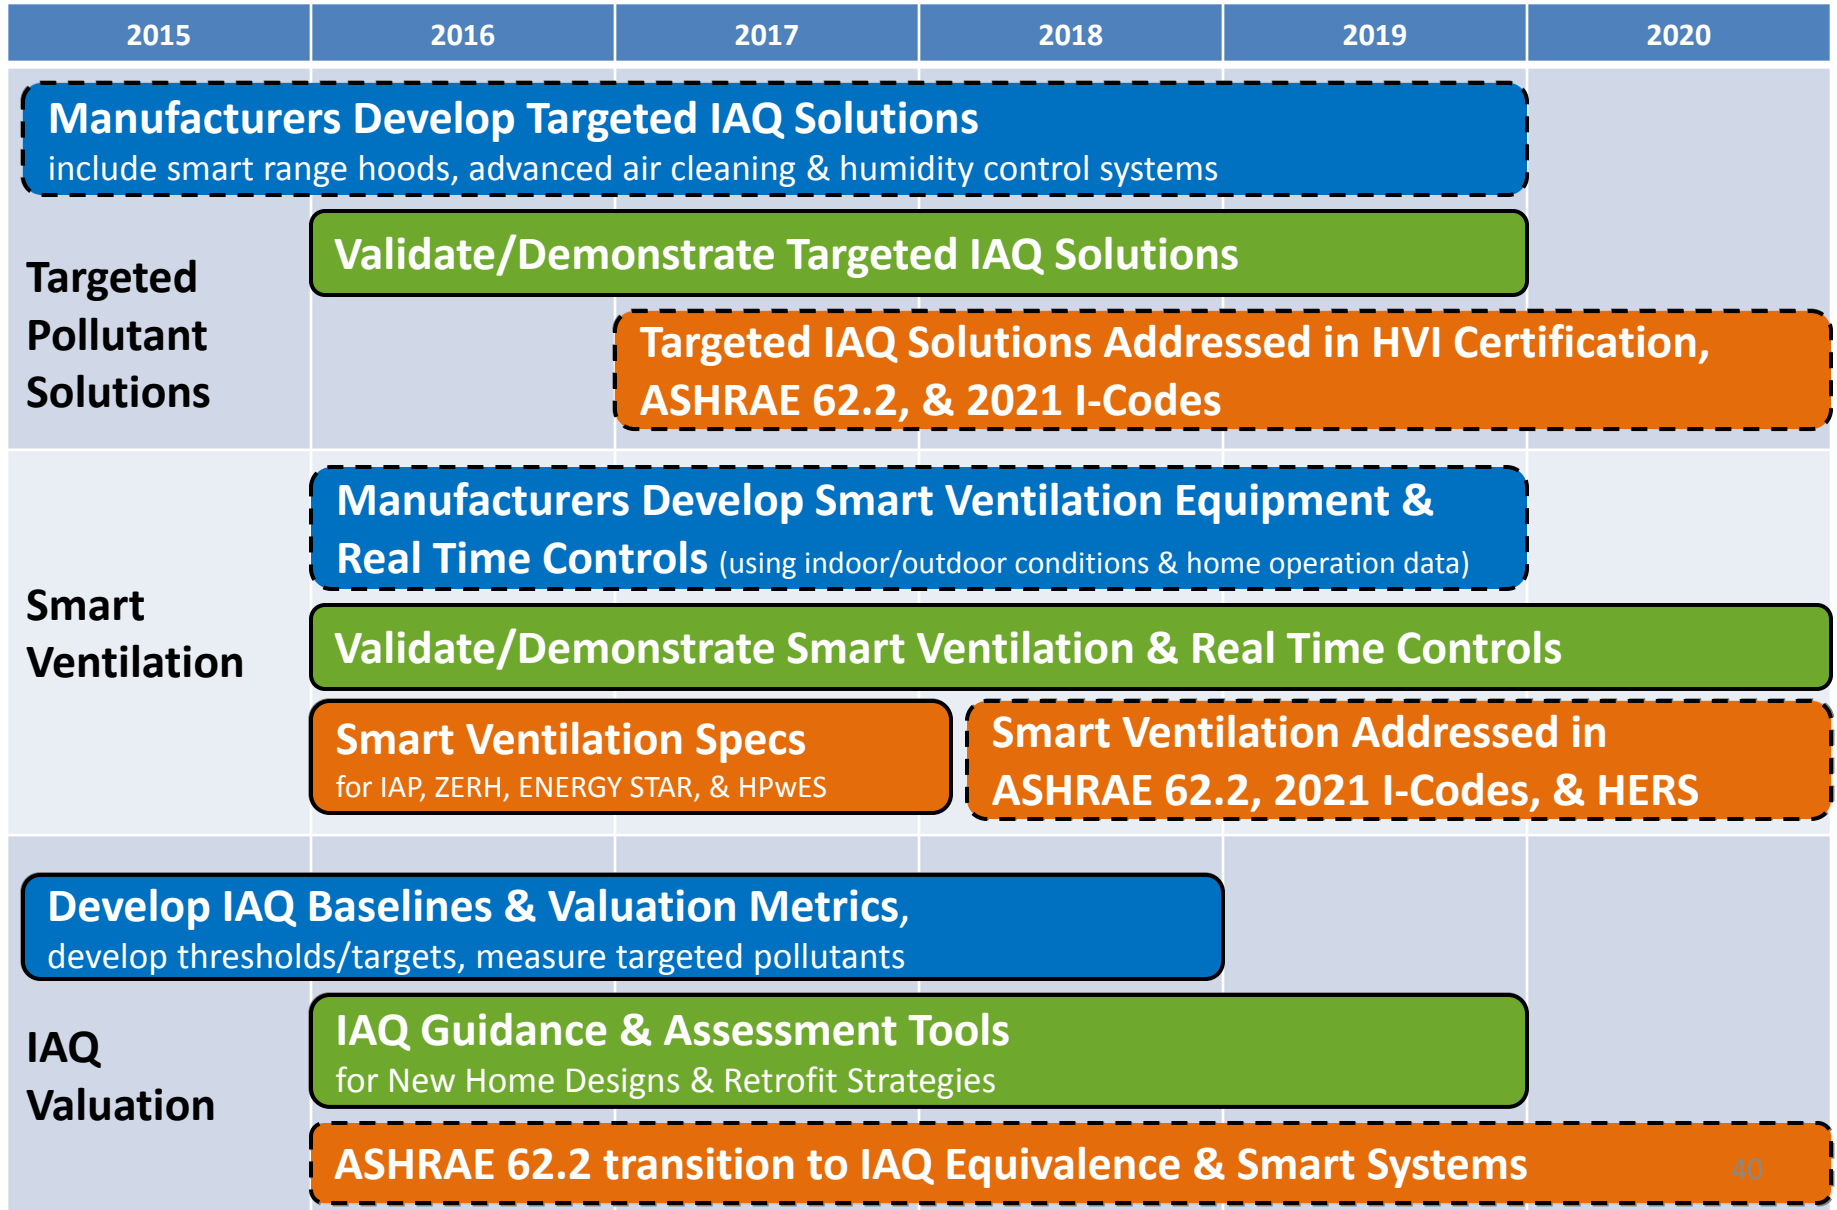 2015 2016 2017 2018 2019 2020
Manufacturers Develop Targeted IAQ Solutions
include smart range hoods, advanced air cleaning & humidity control systems
Targeted
Pollutant
Solutions
Validate/Demonstrate Targeted IAQ Solutions
Targeted IAQ Solutions Addressed in HVI Certification,
ASHRAE 62.2, & 2021 I-Codes
Smart
Ventilation
Manufacturers Develop Smart Ventilation Equipment &
Real Time Controls (using indoor/outdoor conditions & home operation data)
Validate/Demonstrate Smart Ventilation & Real Time Controls
Smart Ventilation Specs
for IAP, ZERH, ENERGY STAR, & HPwES
Smart Ventilation Addressed in
ASHRAE 62.2, 2021 I-Codes, & HERS
Develop IAQ Baselines & Valuation Metrics,
develop thresholds/targets, measure targeted pollutants
IAQ
Valuation
IAQ Guidance & Assessment Tools
for New Home Designs & Retrofit Strategies
ASHRAE 62.2 transition to IAQ Equivalence & Smart Systems
40